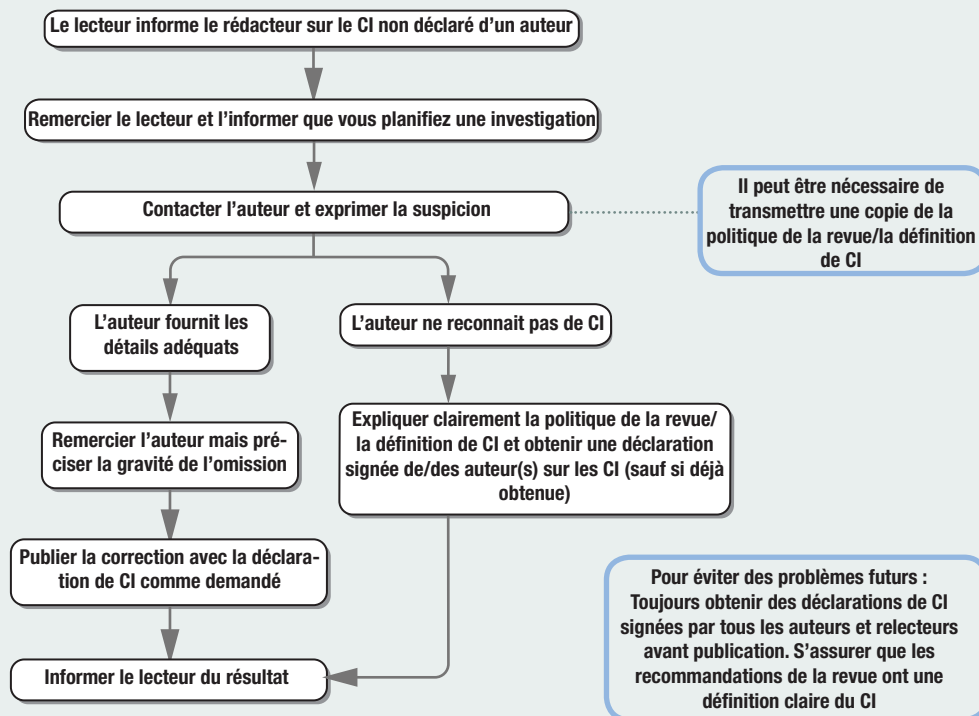 Le lecteur informe le rédacteur sur le CI non déclaré d'un auteur
Remercier le lecteur et l'informer que vous planifiez une investigation
Contacter l'auteur et exprimer la suspicion
Il peut être nécessaire de
transmettre une copie de la
politique de la revue/la définition
de CI
L'auteur fournit les
détails adéquats
L'auteur ne reconnait pas de CI
Remercier l'auteur mais pré-
ciser la gravité de l'omission
Expliquer clairement la politique de la revue/
la définition de CI et obtenir une déclaration
signée de/des auteur(s) sur les CI (sauf si déjà
obtenue)
Publier la correction avec la déclara-
tion de CI comme demandé
Informer le lecteur du résultat
Pour éviter des problèmes futurs :
Toujours obtenir des déclarations de CI
signées par tous les auteurs et relecteurs
avant publication. S'assurer que les
recommandations de la revue ont une
définition claire du CI